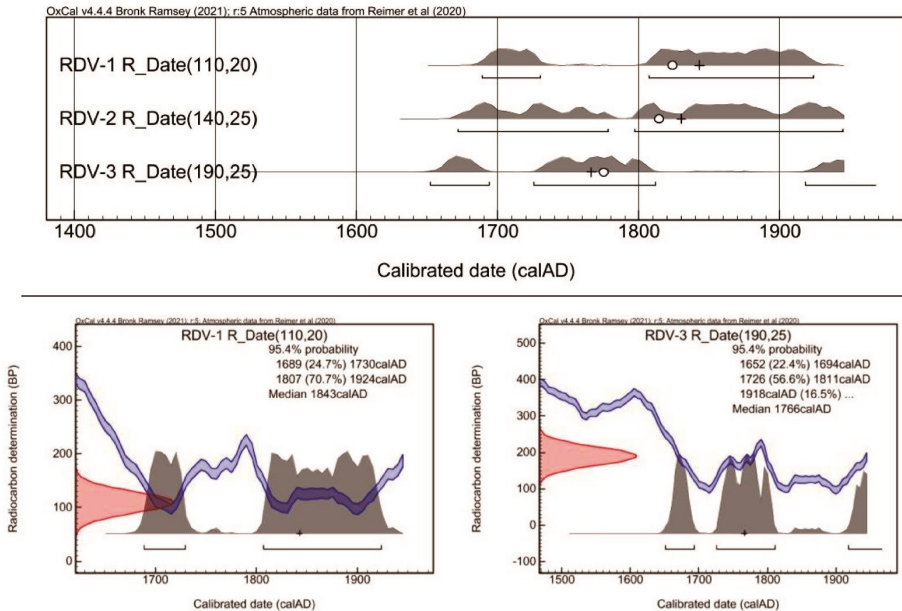 OxCal v4.4.4 Bronk Ramsey (2021); r:5 Atmospheric data from Reimer et al (2020)
RDV-1 R_Date(110,20)
RDV-2 R_Date(140,25)
RDV-3 R_Date(190,25)
1400 1500 1600 1700 1800 1900
Calibrated date (calAD)
OxCal v4.4.4 Bronk Ramsey (2021); r:5; Atmospheric data from Reimer et al (2020)
RDV-1 R_Date(110,20)
95.4% probability
1689 (24.7%) 1730calAD
1807 (70.7%) 1924calAD
Median 1843calAD
Radiocarbon determination (BP)
400
300
200
100
0
1700 1800 1900
Calibrated date (calAD)
OxCal v4.4.4 Bronk Ramsey (2021); r:5; Atmospheric data from Reimer et al (2020)
RDV-3 R_Date(190,25)
95.4% probability
1652 (22.4%) 1694calAD
1726 (56.6%) 1811calAD
1918calAD (16.5%) ...
Median 1766calAD
Radiocarbon determination (BP)
500
400
300
200
100
0
-100
1500 1600 1700 1800 1900
Calibrated date (calAD)